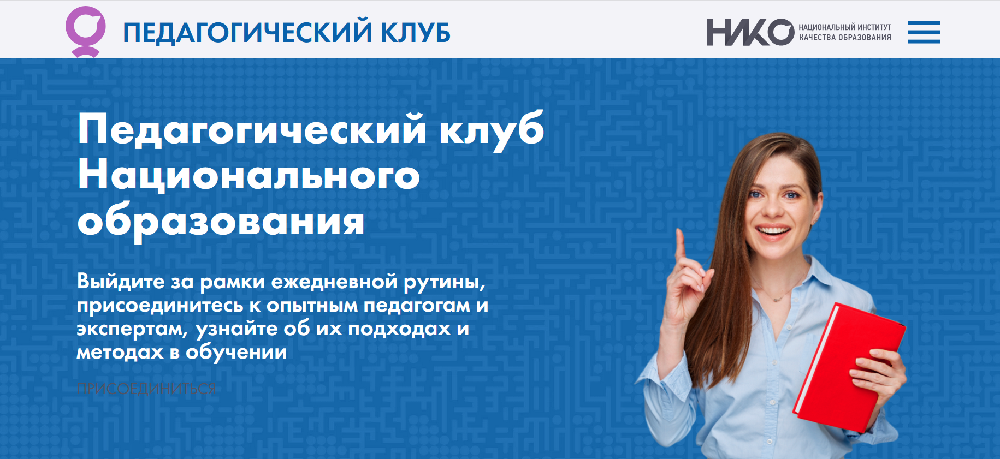 ПЕДАГОГИЧЕСКИЙ КЛУБ
НИКО
НАЦИОНАЛЬНЫЙ ИНСТИТУТ
КАЧЕСТВА ОБРАЗОВАНИЯ
Педагогический клуб
Национального
образования
Выйдите за рамки ежедневной рутины,
присоединитесь к опытным педагогам и
экспертам, узнайте об их подходах и
методах в обучении
ПРИСОЕДИНИТЬСЯ